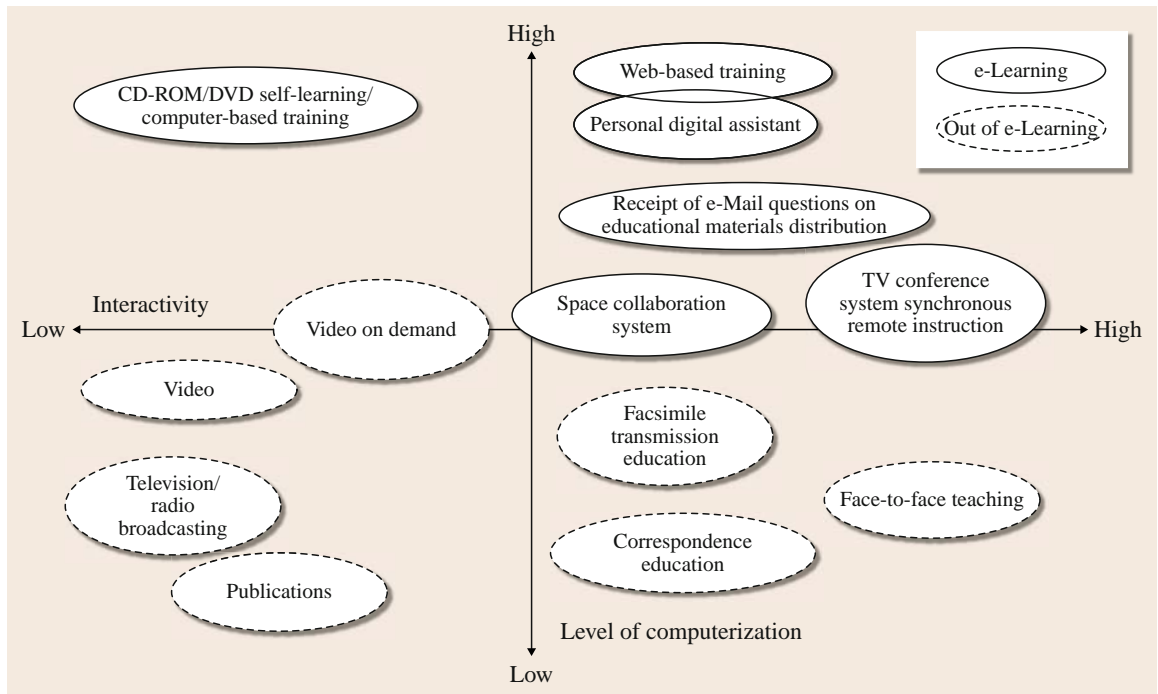 High
Web-based training
e-Learning
CD-ROM/DVD self-learning/
computer-based training
Personal digital assistant
Out of e-Learning
Receipt of e-Mail questions on
educational materials distribution
TV conference
system synchronous
remote instruction
Interactivity
Space collaboration
system
Low
Video on demand
High
Video
Facsimile
transmission
education
Television/
radio
broadcasting
Face-to-face teaching
Correspondence
education
Publications
Level of computerization
Low